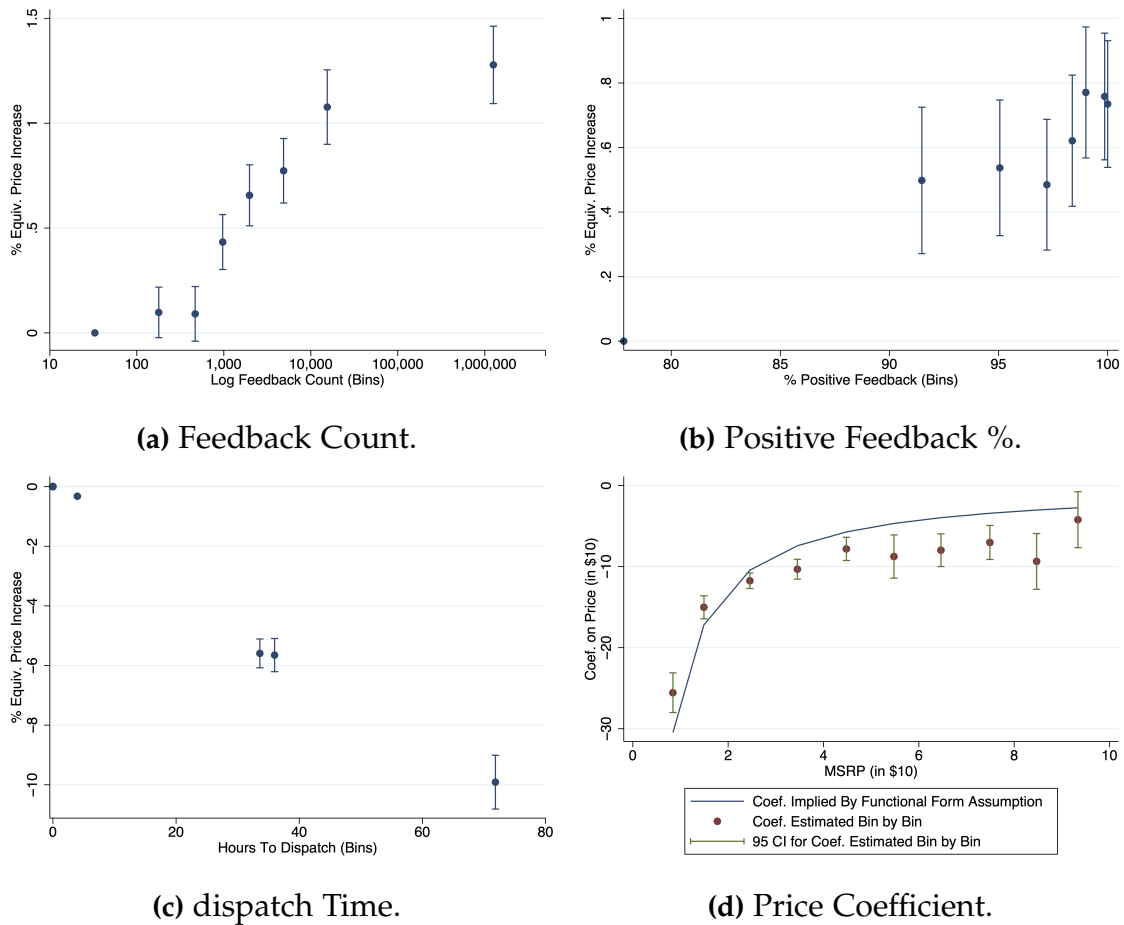 % Equiv. Price Increase
1.5
1
.5
0
10 100 1,000 10,000 100,000 1,000,000
Log Feedback Count (Bins)
(a) Feedback Count.
% Equiv. Price Increase
1
.8
.6
.4
.2
0
80 85 90 95 100
% Positive Feedback (Bins)
(b) Positive Feedback %.
% Equiv. Price Increase
0
-2
-4
-6
-8
-10
0 20 40 60 80
Hours To Dispatch (Bins)
(c) dispatch Time.
Coef. on Price (in $10)
0
-10
-20
-30
0 2 4 6 8 10
MSRP (in $10)
Coef. Implied By Functional Form Assumption
Coef. Estimated Bin by Bin
95 CI for Coef. Estimated Bin by Bin
(d) Price Coefficient.